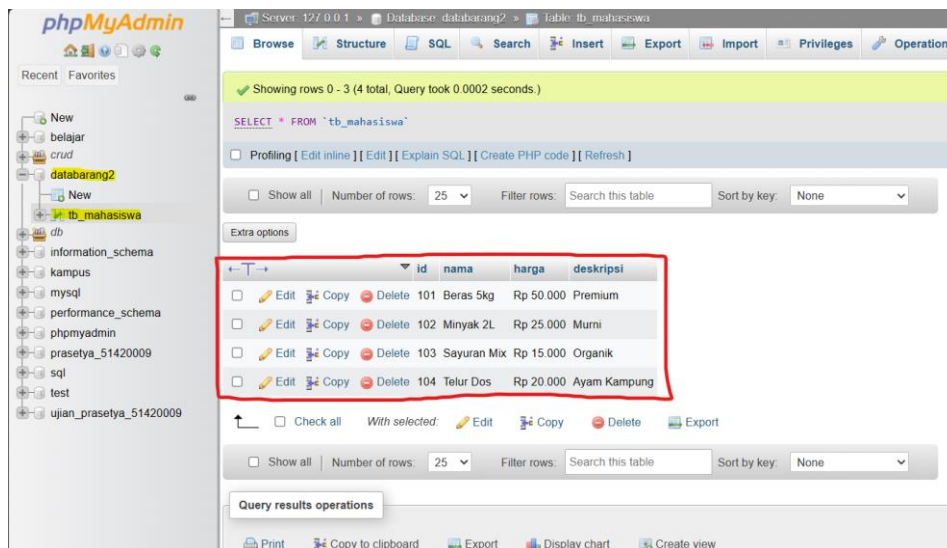 phpMyAdmin
Recent Favorites
New
belajar
crud
databarang2
New
tb_mahasiswa
db
information_schema
kampus
mysql
performance_schema
phpmyadmin
prasetya_51420009
sql
test
ujian_prasetya_51420009
Server: 127.0.0.1 » Database: databarang2 » Table: tb_mahasiswa
Browse Structure SQL Search Insert Export Import Privileges Operation
Showing rows 0 - 3 (4 total, Query took 0.0002 seconds.)
SELECT * FROM `tb_mahasiswa`
Profiling [ Edit inline ] [ Edit ] [ Explain SQL ] [ Create PHP code ] [ Refresh ]
Show all | Number of rows: 25 Filter rows: Search this table Sort by key: None
Extra options
←T→ ▼ id nama harga deskripsi
Edit Copy Delete 101 Beras 5kg Rp 50.000 Premium
Edit Copy Delete 102 Minyak 2L Rp 25.000 Murni
Edit Copy Delete 103 Sayuran Mix Rp 15.000 Organik
Edit Copy Delete 104 Telur Dos Rp 20.000 Ayam Kampung
Check all With selected: Edit Copy Delete Export
Show all | Number of rows: 25 Filter rows: Search this table Sort by key: None
Query results operations
Print Copy to clipboard Export Display chart Create view